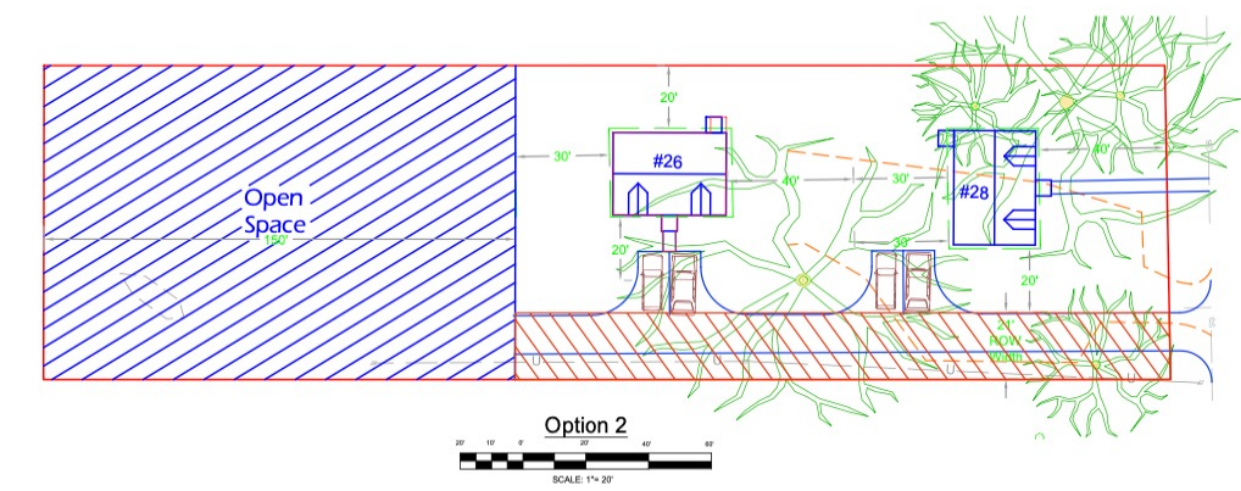 20'
30'
#26
40'
30'
#28
40'
Open
Space
150'
20'
30'
20'
21'
ROW
Width
U
U
U
U
Option 2
20' 10' 0' 20' 40' 60'
SCALE: 1"= 20'